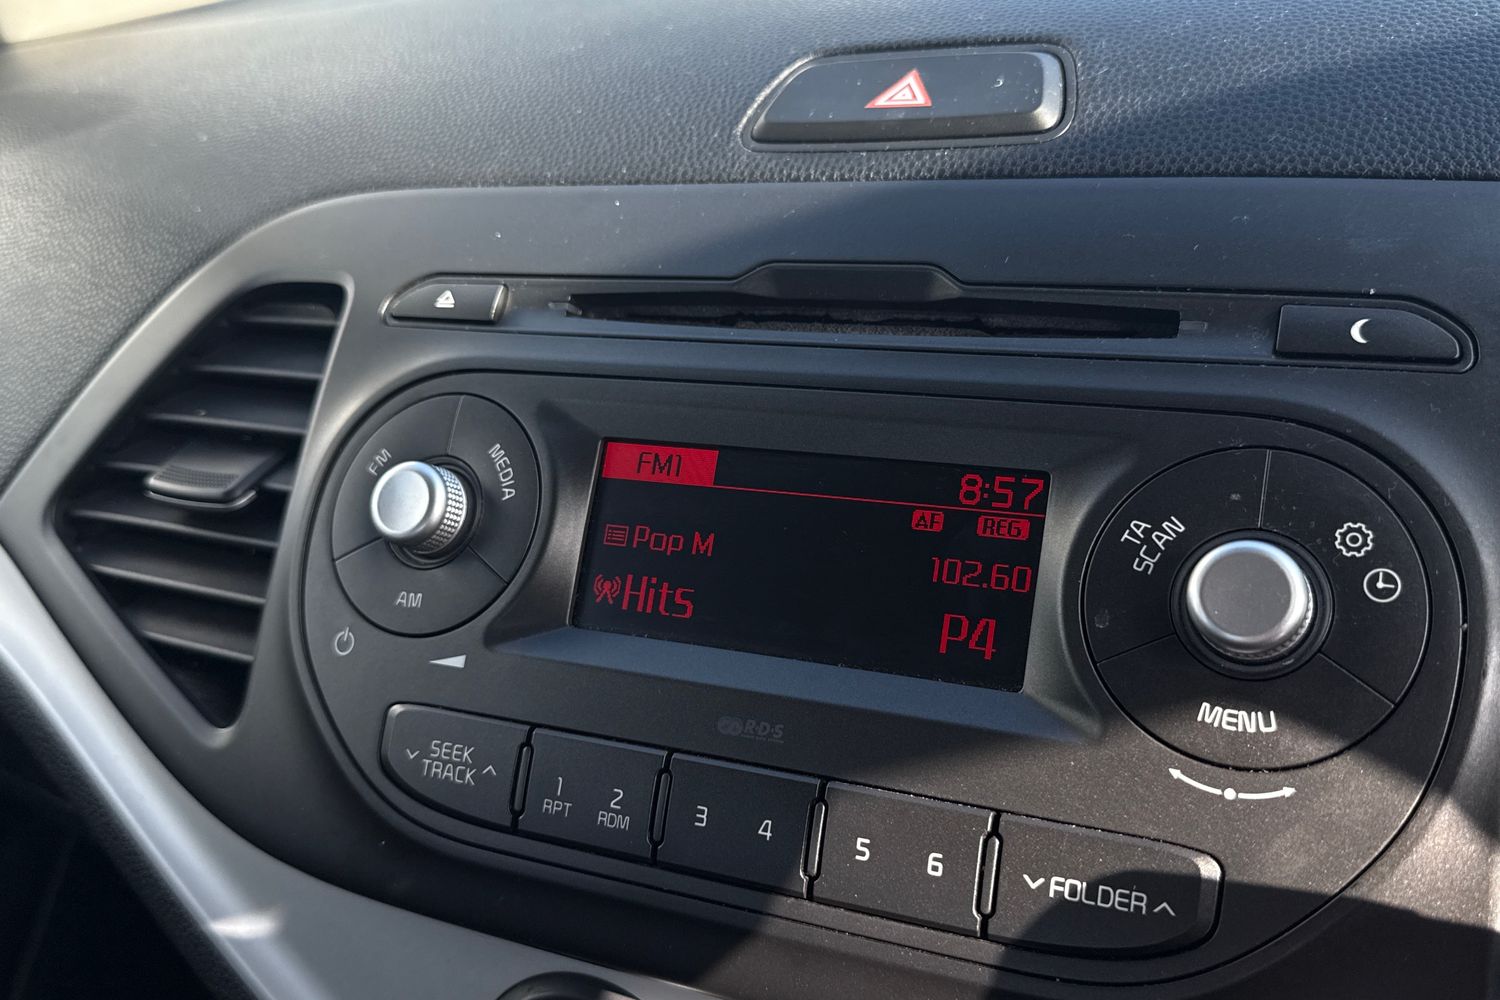 FM
MEDIA
AM
FM1
8:57
AF
REG
Pop M
102.60
Hits
P4
TA
SCAN
MENU
R·D·S
SEEK
TRACK
1
RPT
2
RDM
3
4
5
6
FOLDER